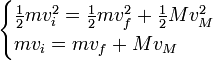 ½mv_i² = ½mv_f² + ½Mv_M²
mv_i = mv_f + Mv_M